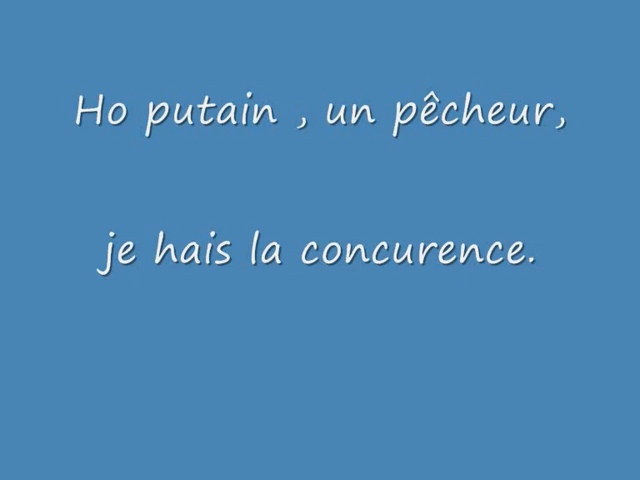 Ho putain , un pêcheur,
je hais la concurence.